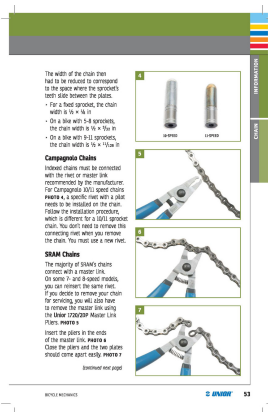 The width of the chain then
had to be reduced to correspond
to the space where the sprocket's
teeth slide between the plates.
• For a fixed sprocket, the chain
width is ½ × ⅛ in
• On a bike with 5–8 sprockets,
the chain width is ½ × ³⁄₃₂ in
• On a bike with 9–11 sprockets,
the chain width is ½ × ¹¹⁄₁₂₈ in
Campagnolo Chains
Indexed chains must be connected
with the rivet or master link
recommended by the manufacturer.
For Campagnolo 10/11 speed chains
PHOTO 4, a specific rivet with a pilot
needs to be installed on the chain.
Follow the installation procedure,
which is different for a 10/11 sprocket
chain. You don't need to remove this
connecting rivet when you remove
the chain. You must use a new rivet.
SRAM Chains
The majority of SRAM's chains
connect with a master link.
On some 7- and 8-speed models,
you can reinsert the same rivet.
If you decide to remove your chain
for servicing, you will also have
to remove the master link using
the Unior 1720/2DP Master Link
Pliers. PHOTO 5
Insert the pliers in the ends
of the master link. PHOTO 6
Close the pliers and the two plates
should come apart easily. PHOTO 7
(continued next page)
4
10-SPEED
11-SPEED
5
6
7
INFORMATION
CHAIN
BICYCLE MECHANICS
UNIOR
53